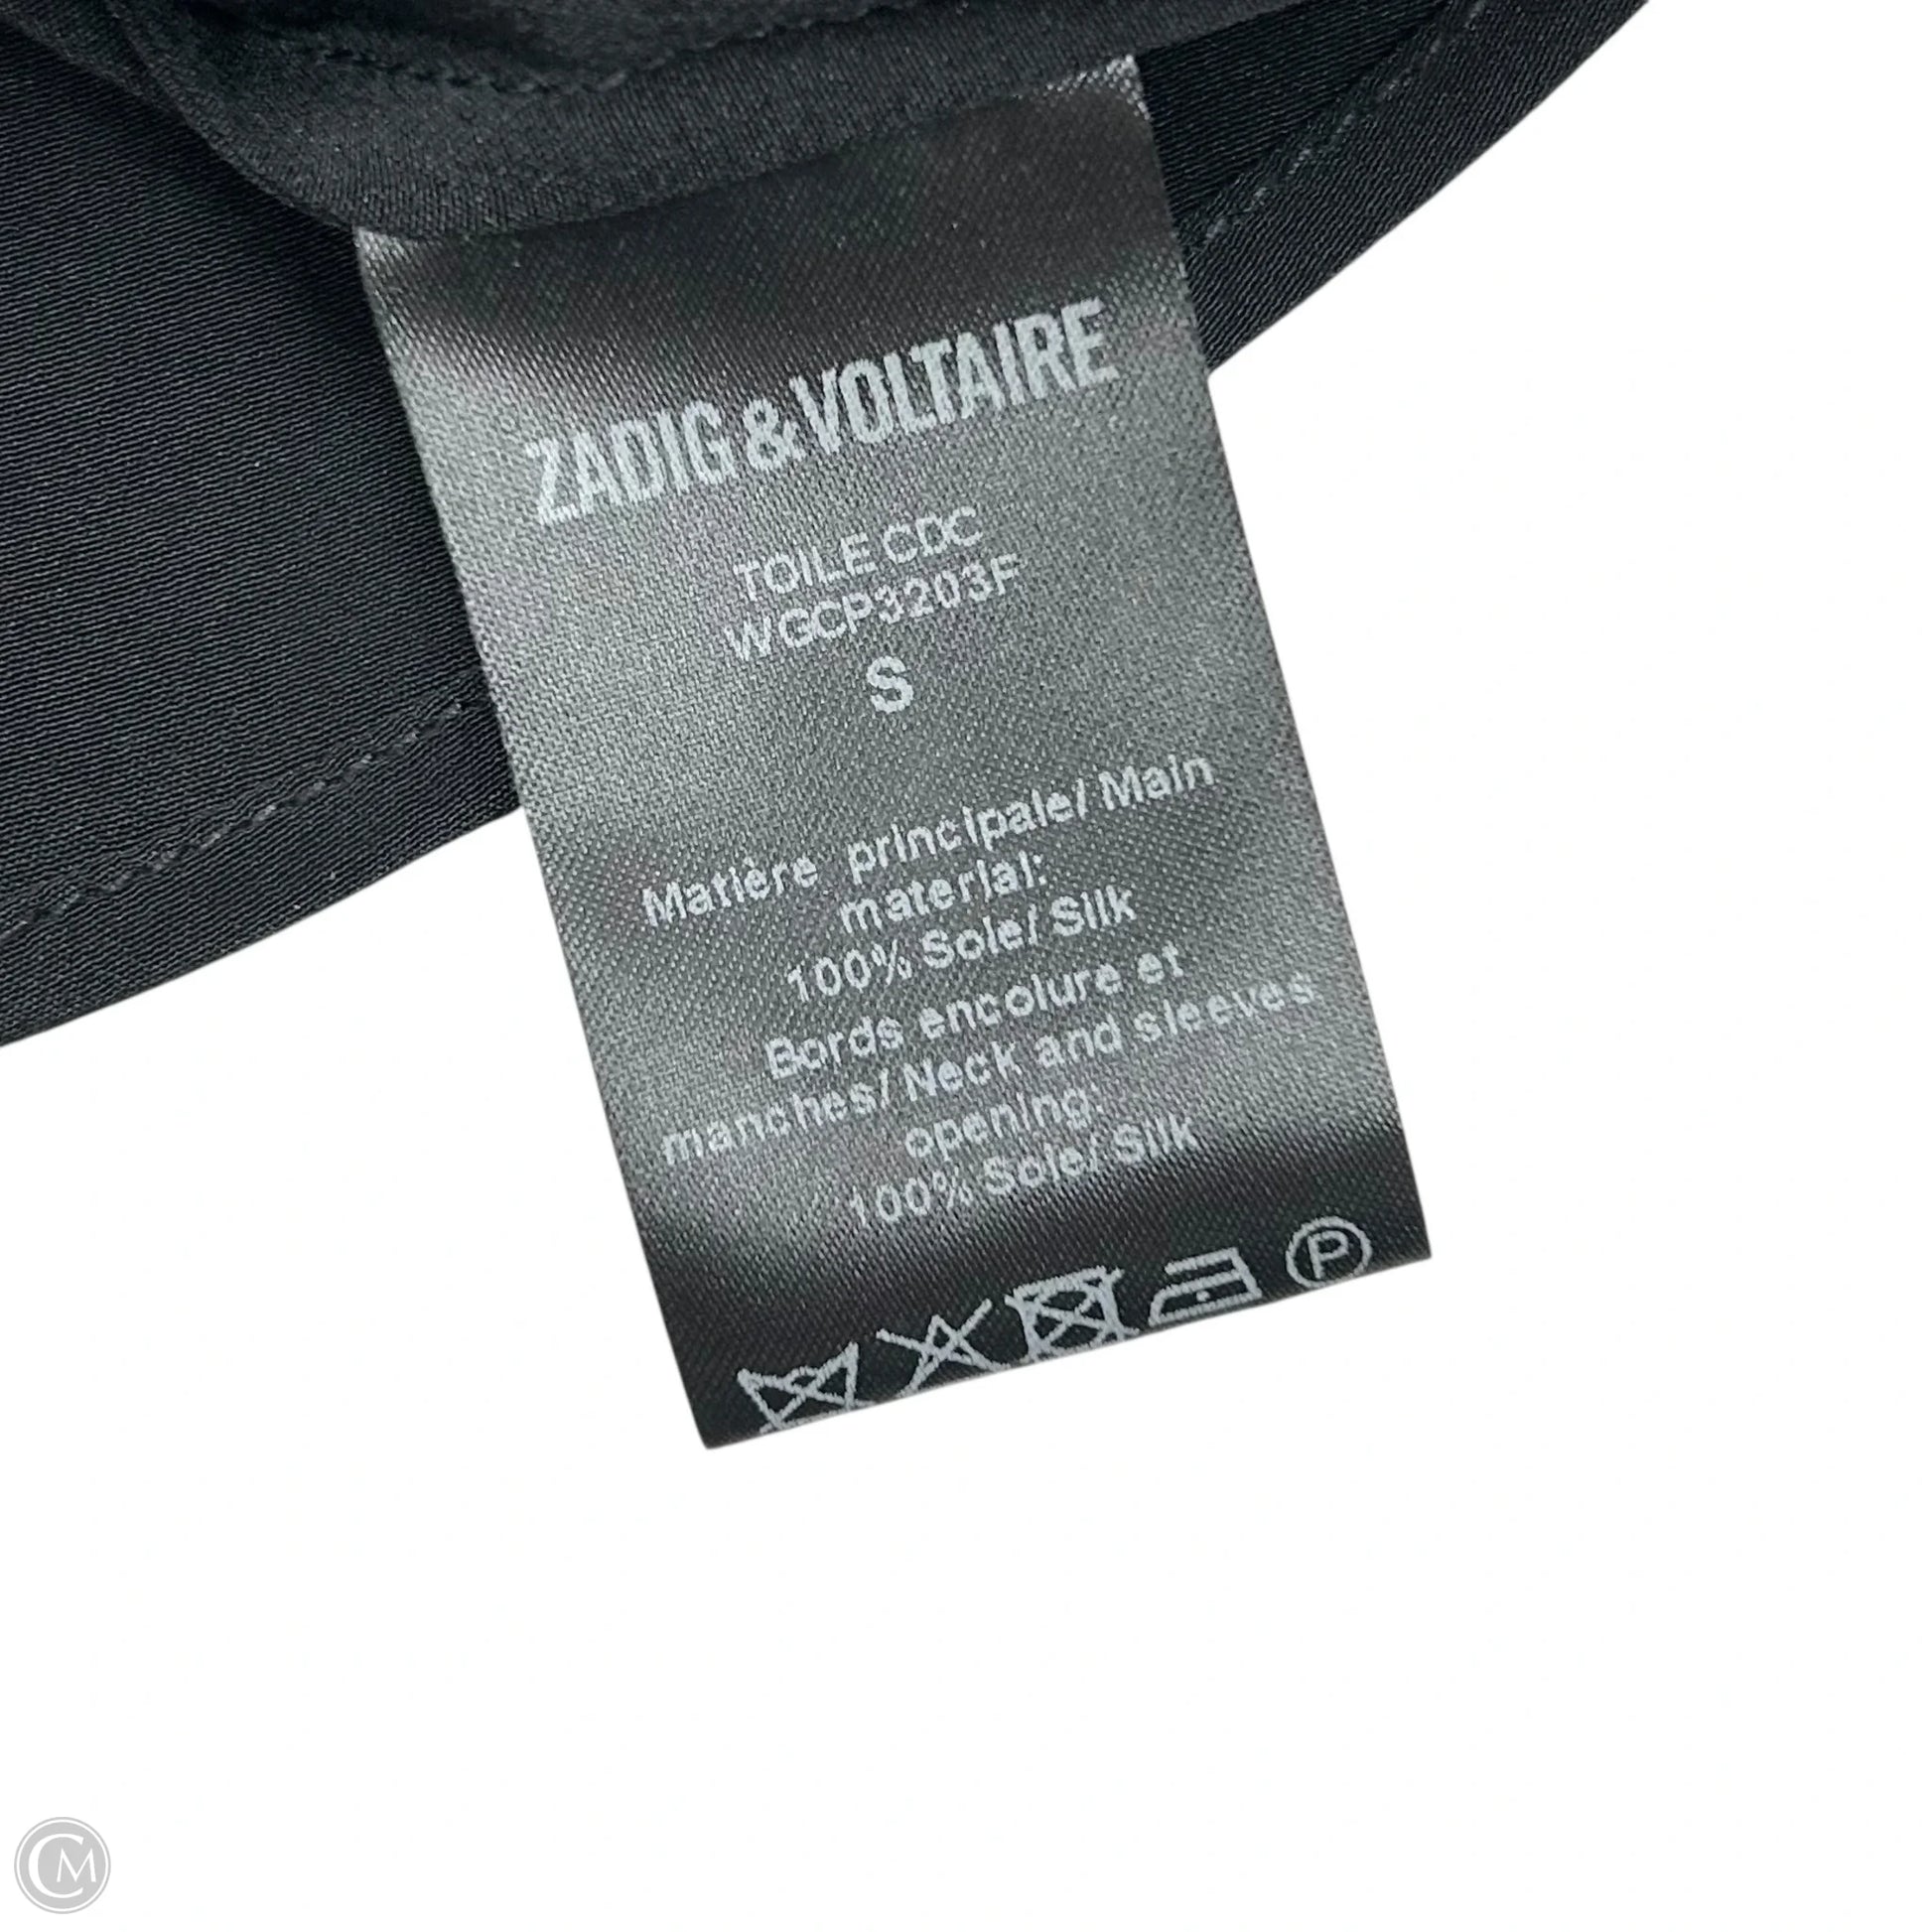 ZADIG & VOLTAIRE
TOILE CDC
WGCP3203F
S
Matière principale/ Main
material:
100% Soie/ Silk
Bords encolure et
manches/ Neck and sleeves
opening:
100% Soie/ Silk
P
CM